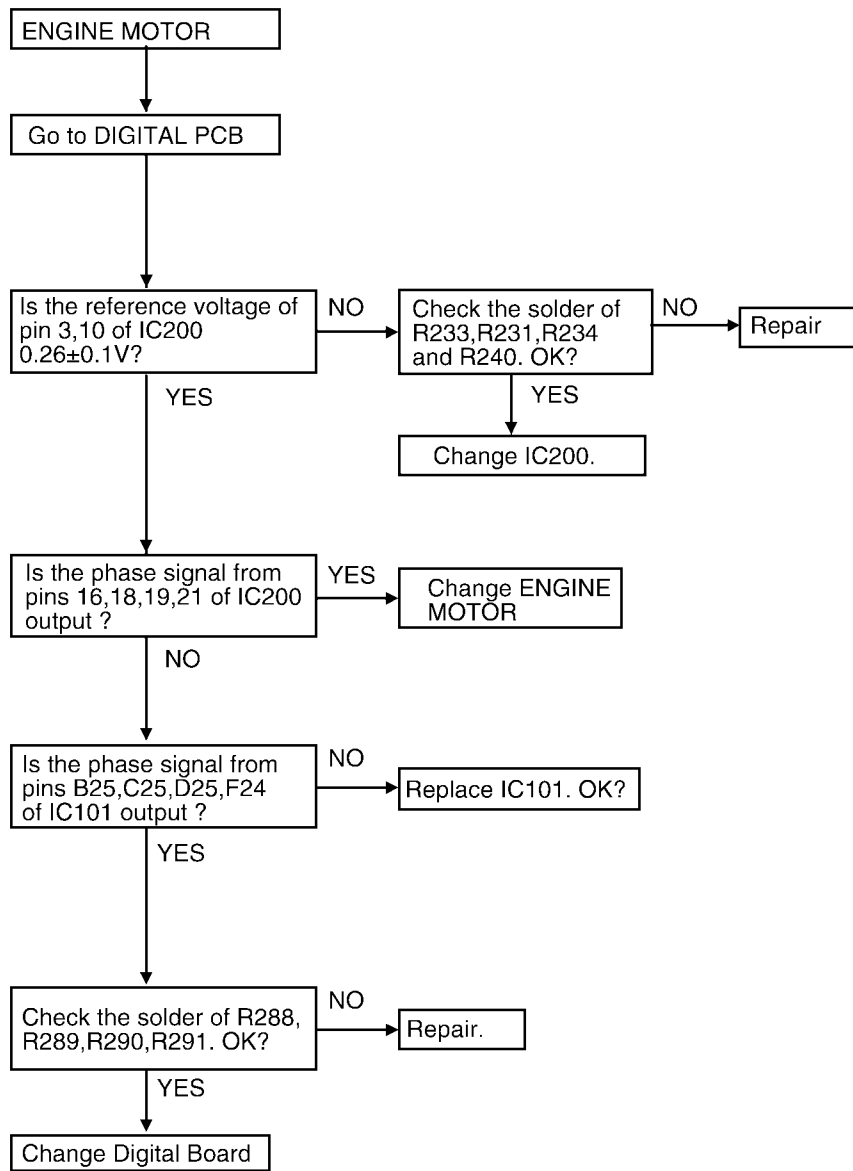 ENGINE MOTOR
Go to DIGITAL PCB
Is the reference voltage of
pin 3,10 of IC200
0.26±0.1V?
NO
Check the solder of
R233,R231,R234
and R240. OK?
NO
Repair
YES
YES
Change IC200.
Is the phase signal from
pins 16,18,19,21 of IC200
output ?
YES
Change ENGINE
MOTOR
NO
Is the phase signal from
pins B25,C25,D25,F24
of IC101 output ?
NO
Replace IC101. OK?
YES
Check the solder of R288,
R289,R290,R291. OK?
NO
Repair.
YES
Change Digital Board